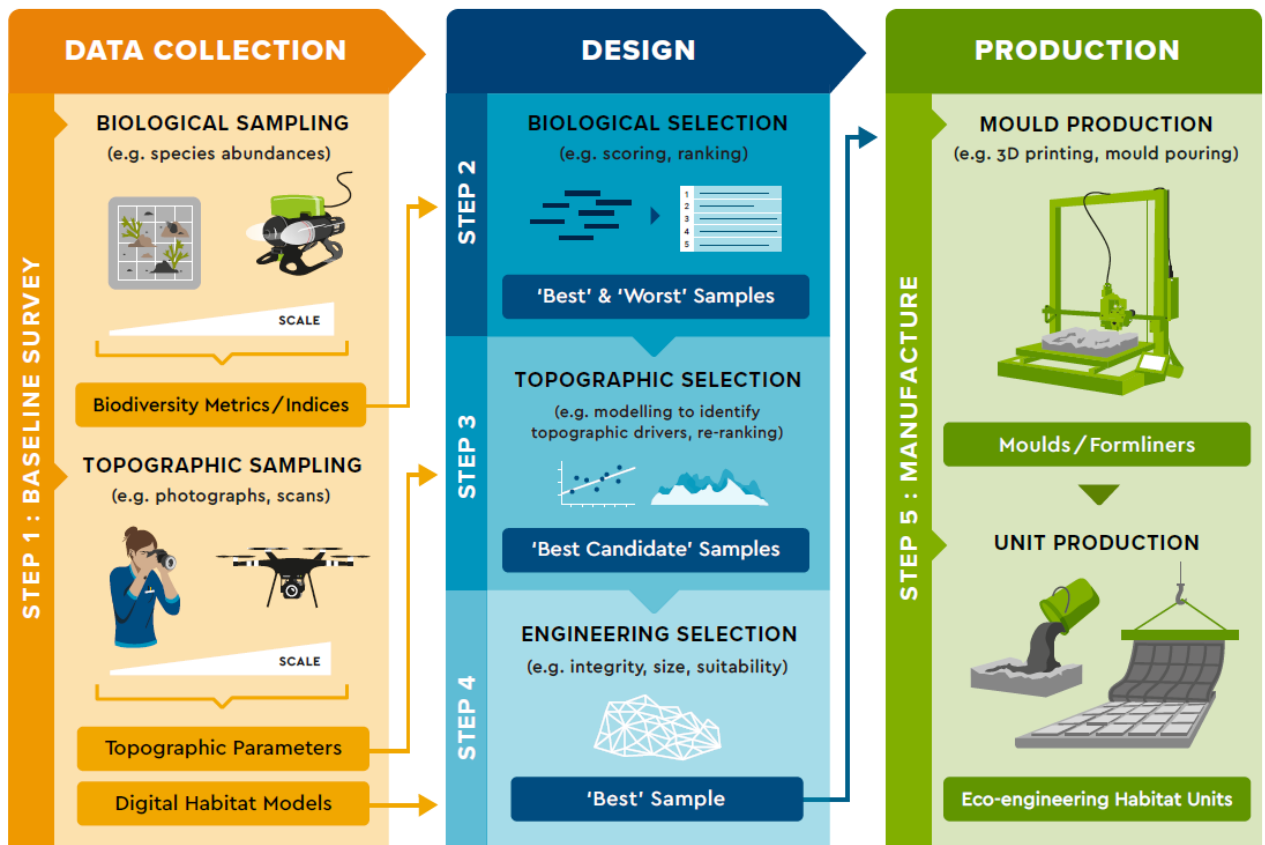 DATA COLLECTION
STEP 1 : BASELINE SURVEY
BIOLOGICAL SAMPLING
(e.g. species abundances)
SCALE
Biodiversity Metrics/Indices
TOPOGRAPHIC SAMPLING
(e.g. photographs, scans)
SCALE
Topographic Parameters
Digital Habitat Models
DESIGN
STEP 2
BIOLOGICAL SELECTION
(e.g. scoring, ranking)
1
2
3
4
5
‘Best’ & ‘Worst’ Samples
STEP 3
TOPOGRAPHIC SELECTION
(e.g. modelling to identify
topographic drivers, re-ranking)
‘Best Candidate’ Samples
STEP 4
ENGINEERING SELECTION
(e.g. integrity, size, suitability)
‘Best’ Sample
PRODUCTION
STEP 5 : MANUFACTURE
MOULD PRODUCTION
(e.g. 3D printing, mould pouring)
Moulds/Formliners
UNIT PRODUCTION
Eco-engineering Habitat Units